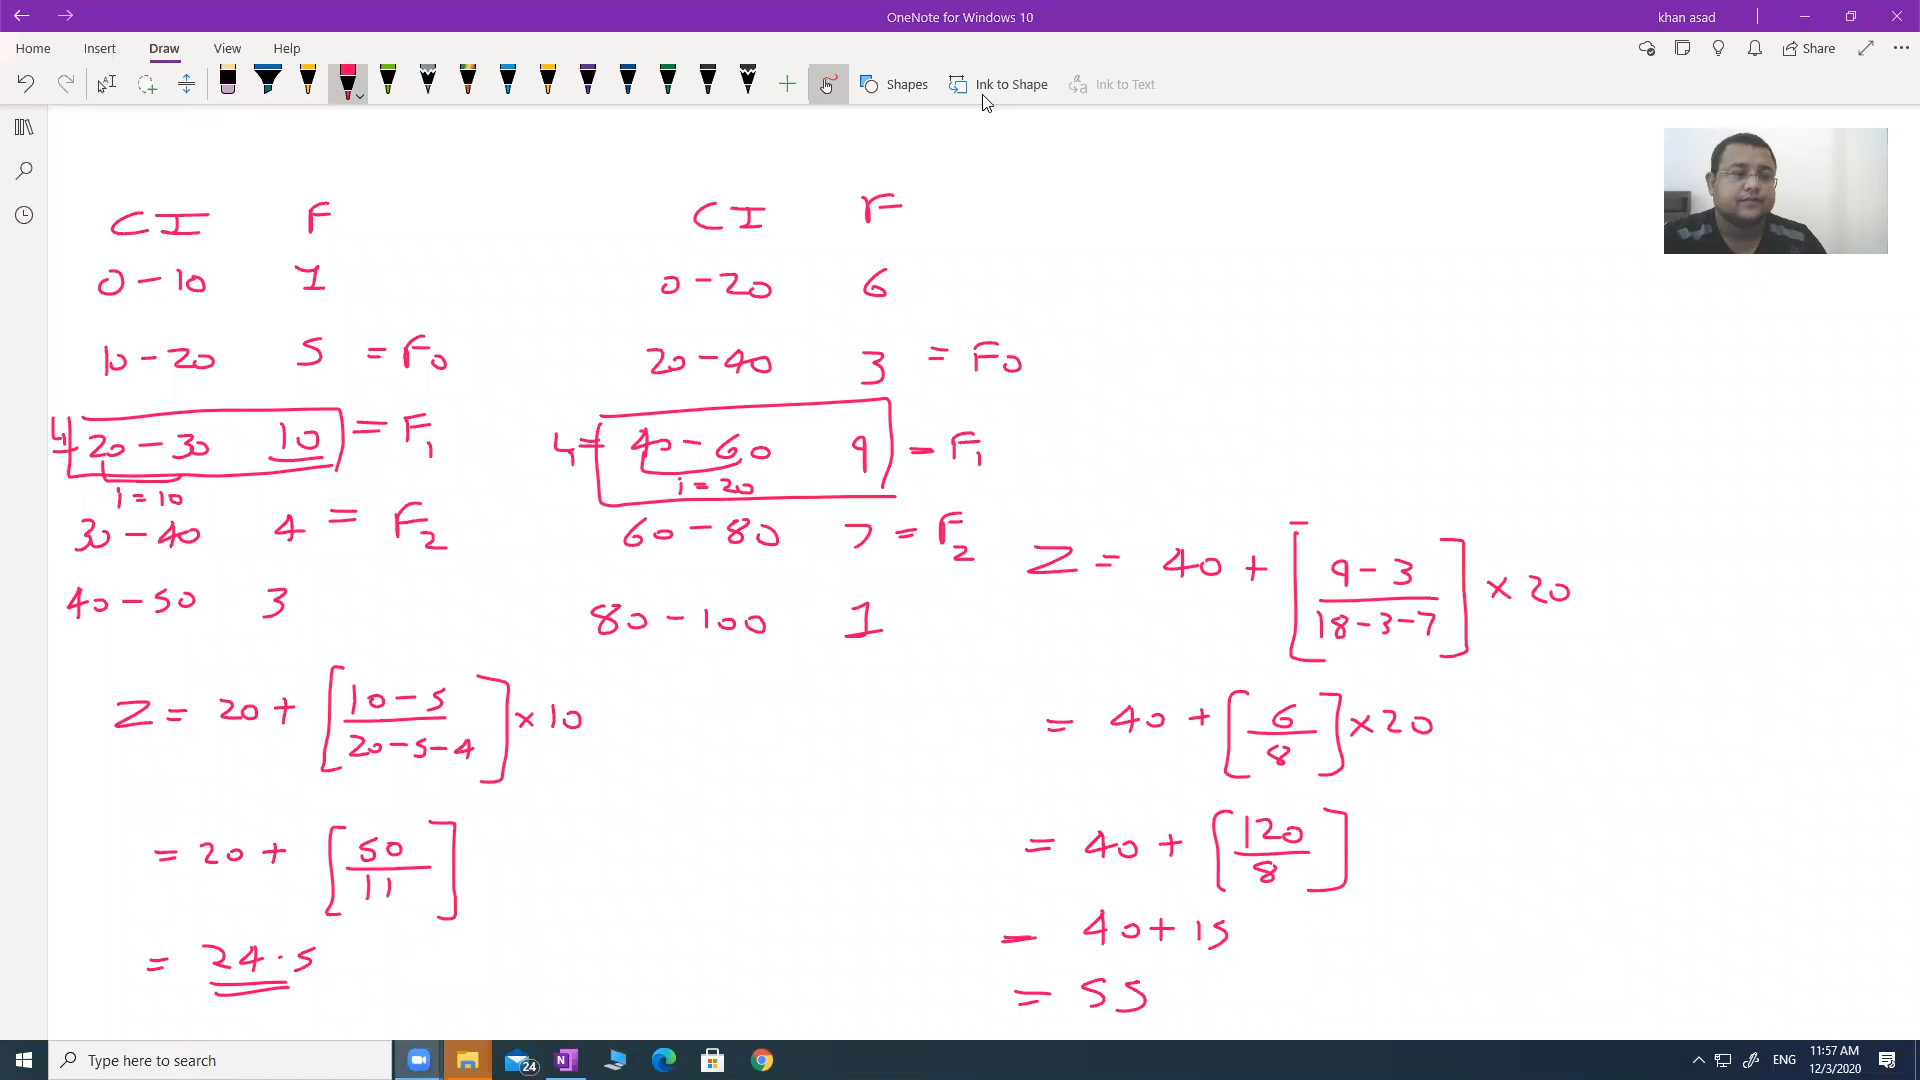 OneNote for Windows 10
khan asad
Home Insert Draw View Help
Share
Shapes
Ink to Shape
Ink to Text
CI F
0-10 1
10-20 5 = F0
20-30 10 = F1
i = 10
30-40 4 = F2
40-50 3
Z = 20 + [10-5 / 20-5-4] × 10
= 20 + [50 / 11]
= 24.5
CI F
0-20 6
20-40 3 = F0
40-60 9 = F1
i = 20
60-80 7 = F2
80-100 1
Z = 40 + [9-3 / 18-3-7] × 20
= 40 + [6 / 8] × 20
= 40 + [120 / 8]
= 40 + 15
= 55
Type here to search
24
ENG
11:57 AM
12/3/2020